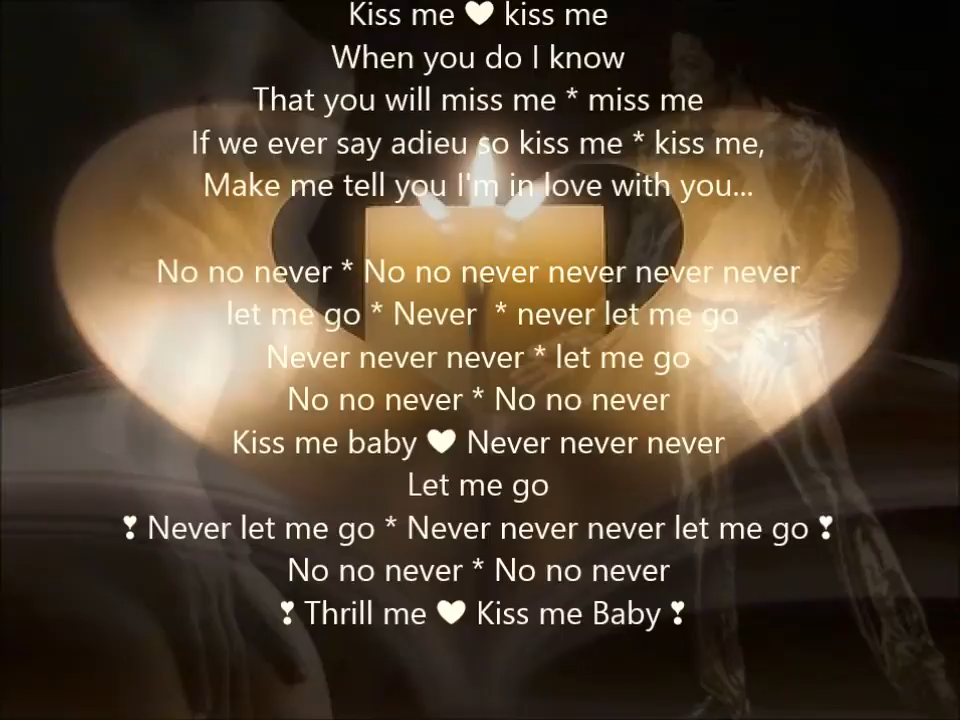 Kiss me ♥ kiss me
When you do I know
That you will miss me * miss me
If we ever say adieu so kiss me * kiss me,
Make me tell you I'm in love with you...
No no never * No no never never never never
let me go * Never * never let me go
Never never never * let me go
No no never * No no never
Kiss me baby ♥ Never never never
Let me go
❣ Never let me go * Never never never let me go ❣
No no never * No no never
❣ Thrill me ♥ Kiss me Baby ❣